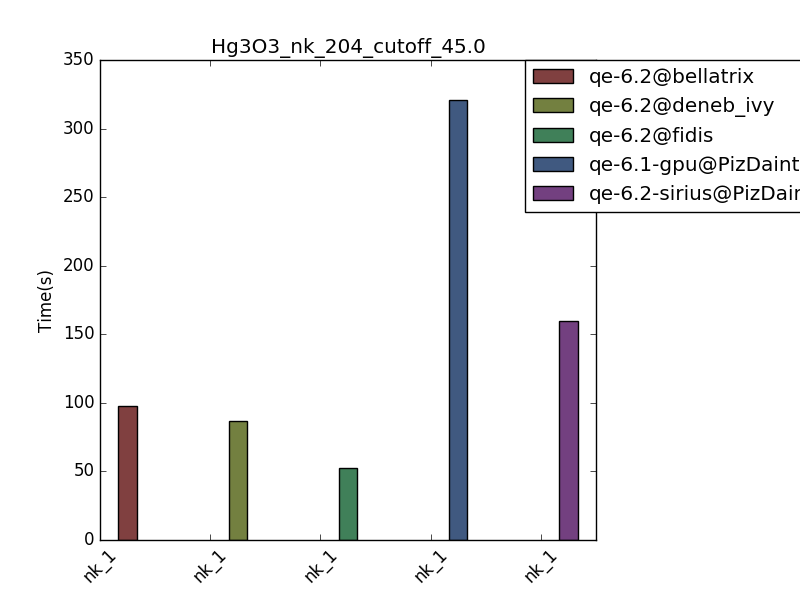 Hg3O3_nk_204_cutoff_45.0
350
300
250
200
150
100
50
0
Time(s)
nk_1
nk_1
nk_1
nk_1
nk_1
qe-6.2@bellatrix
qe-6.2@deneb_ivy
qe-6.2@fidis
qe-6.1-gpu@PizDaint
qe-6.2-sirius@PizDain